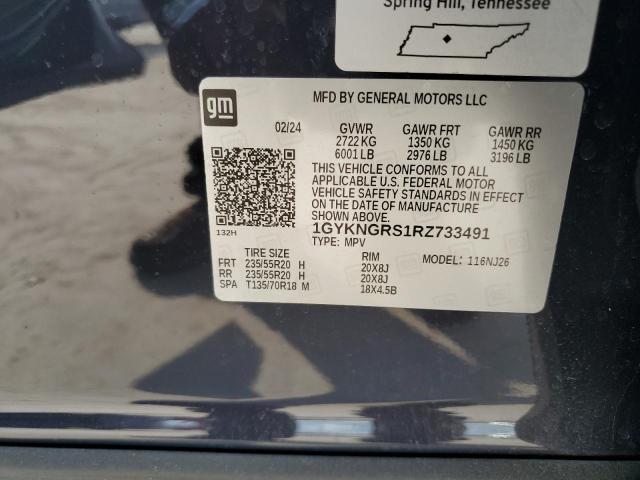 Spring Hill, Tennessee
gm
MFD BY GENERAL MOTORS LLC
02/24 GVWR GAWR FRT GAWR RR
2722 KG 1350 KG 1450 KG
6001 LB 2976 LB 3196 LB
THIS VEHICLE CONFORMS TO ALL
APPLICABLE U.S. FEDERAL MOTOR
VEHICLE SAFETY STANDARDS IN EFFECT
ON THE DATE OF MANUFACTURE
SHOWN ABOVE.
132H
1GYKNGRS1RZ733491
TYPE: MPV
TIRE SIZE RIM MODEL: 116NJ26
FRT 235/55R20 H 20X8J
RR 235/55R20 H 20X8J
SPA T135/70R18 M 18X4.5B